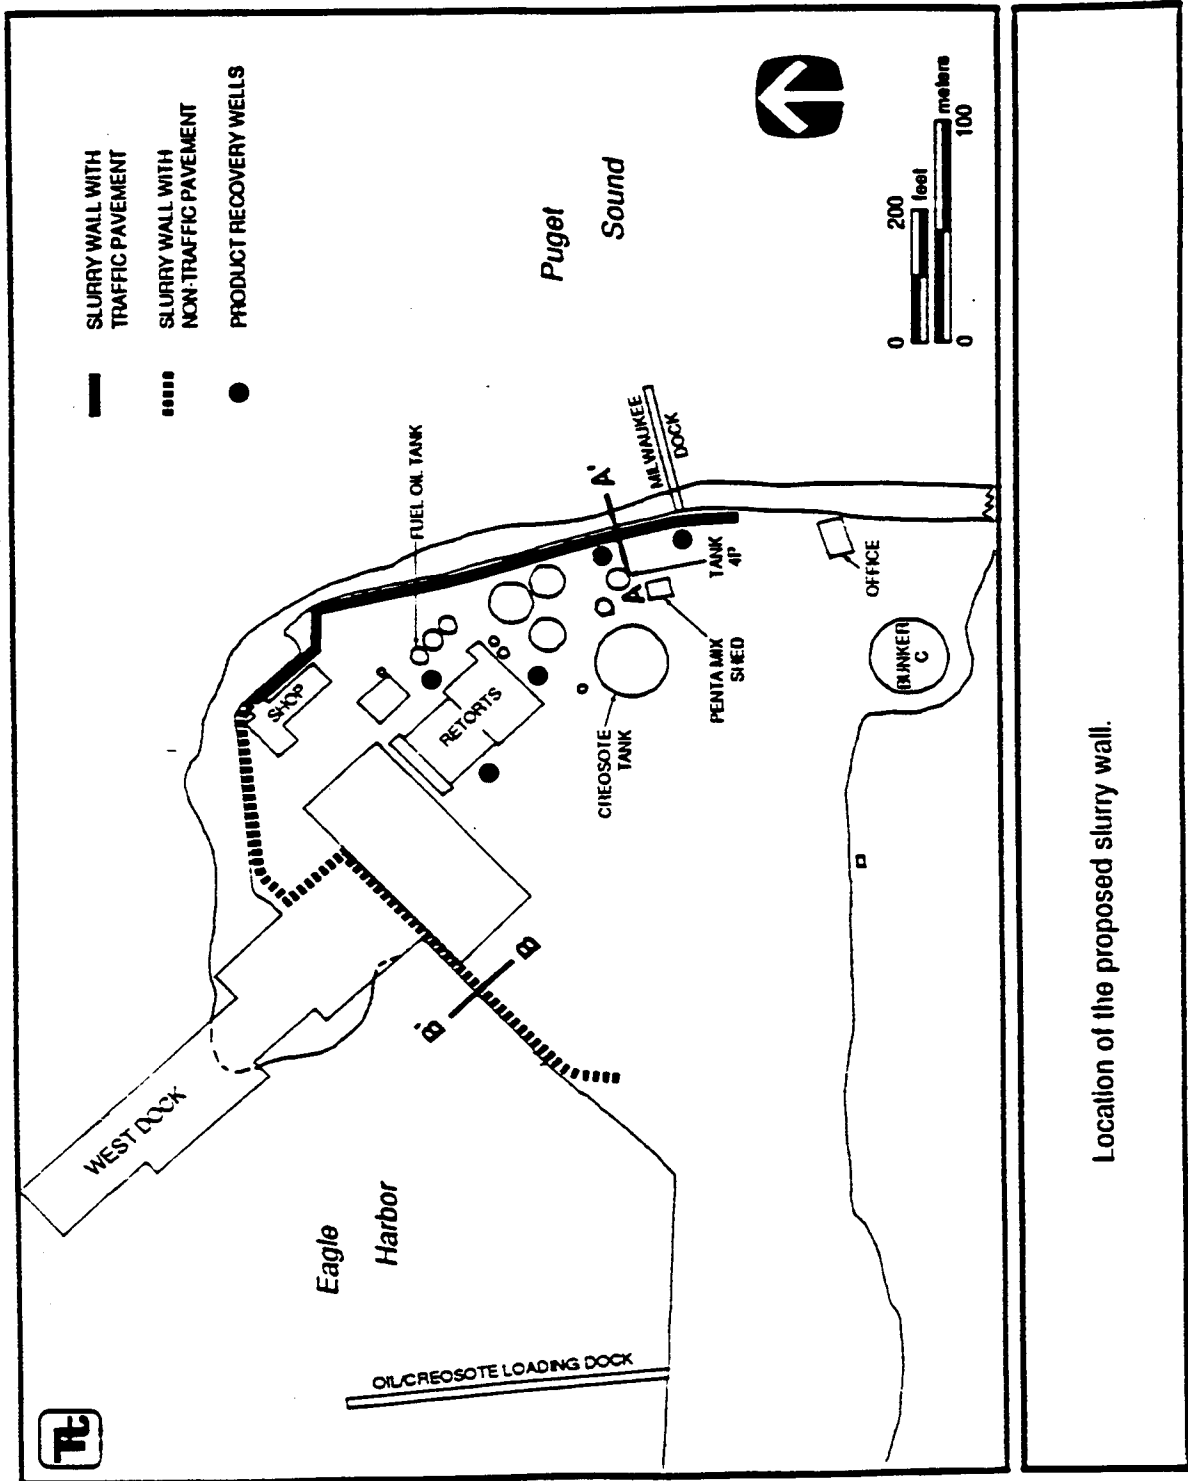 Tt
SLURRY WALL WITH
TRAFFIC PAVEMENT
SLURRY WALL WITH
NON-TRAFFIC PAVEMENT
PRODUCT RECOVERY WELLS
WEST DOCK
SHOP
FUEL OIL TANK
RETORTS
Puget
Sound
Eagle
Harbor
B'
B
A'
A
MILWAUKEE
DOCK
TANK
4P
PENTA MIX
SHED
CREOSOTE
TANK
OIL/CREOSOTE LOADING DOCK
OFFICE
BUNKER
C
0 200
feet
meters
0 100
Location of the proposed slurry wall.